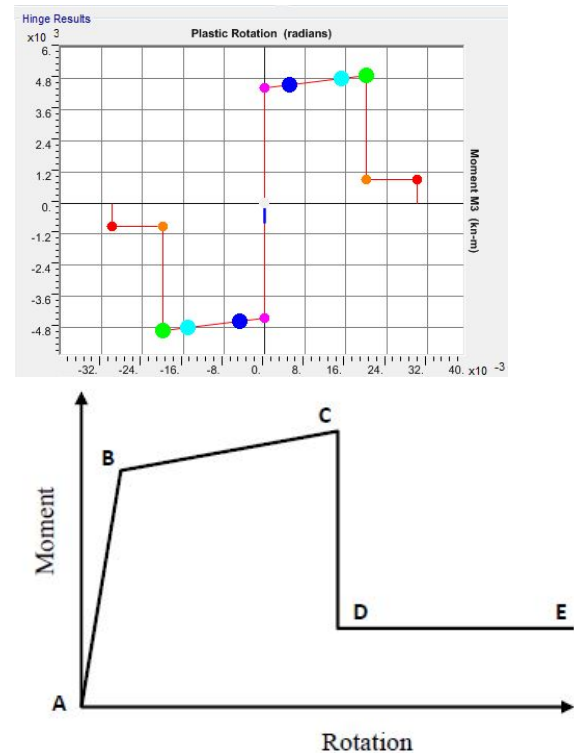 Hinge Results
x10 3
Plastic Rotation (radians)
6.
4.8
3.6
2.4
1.2
0.
-1.2
-2.4
-3.6
-4.8
Moment M3 (kn-m)
-32. -24. -16. -8. 0. 8. 16. 24. 32. 40. x10 -3
C
B
Moment
D E
A
Rotation